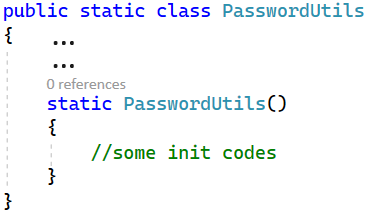 public static class PasswordUtils
{
...
...
0 references
static PasswordUtils()
{
//some init codes
}
}